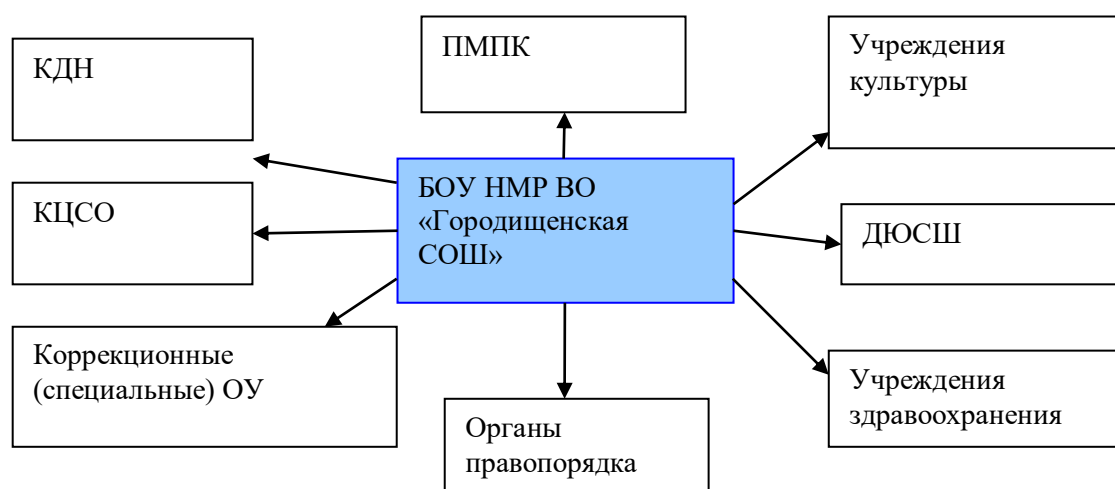 КДН
ПМПК
Учреждения
культуры
БОУ НМР ВО
«Городищенская
СОШ»
КЦСО
ДЮСШ
Коррекционные
(специальные) ОУ
Органы
правопорядка
Учреждения
здравоохранения